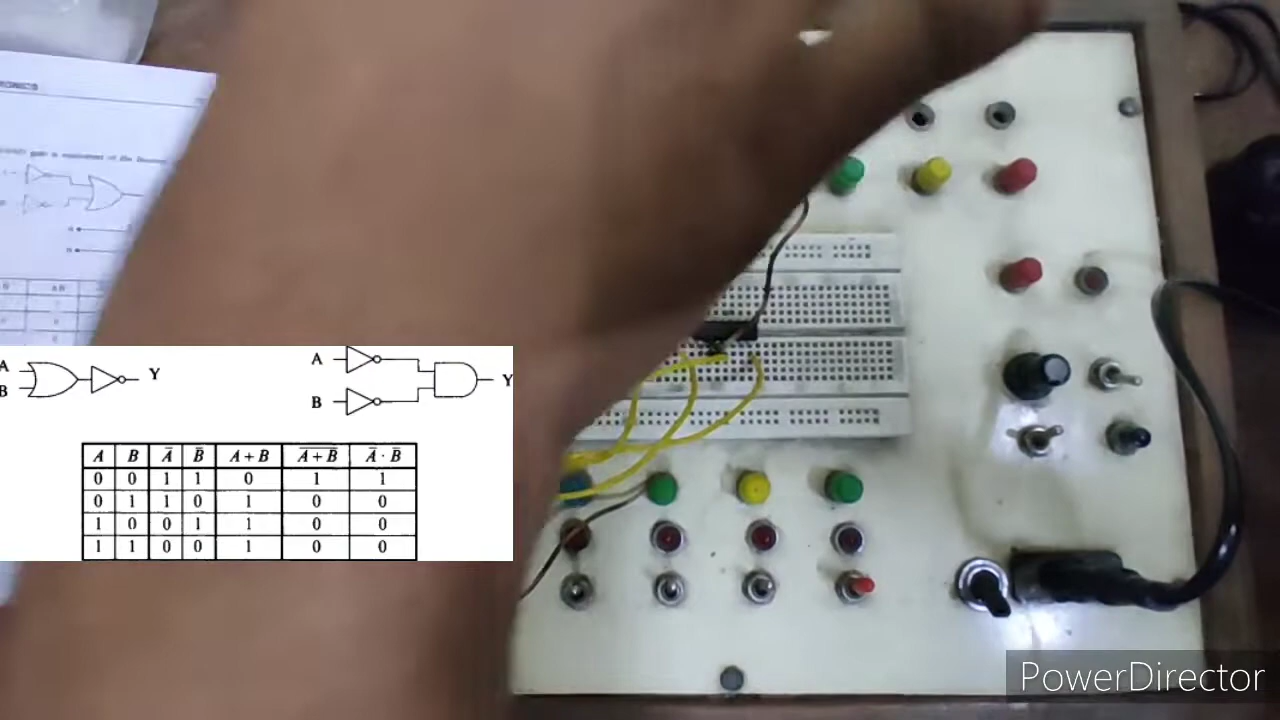 A
B
Y
A
B
Y
A B Ā B̄ A + B \overline{A + B} Ā · B̄
0 0 1 1 0 1 1
0 1 1 0 1 0 0
1 0 0 1 1 0 0
1 1 0 0 1 0 0
PowerDirector